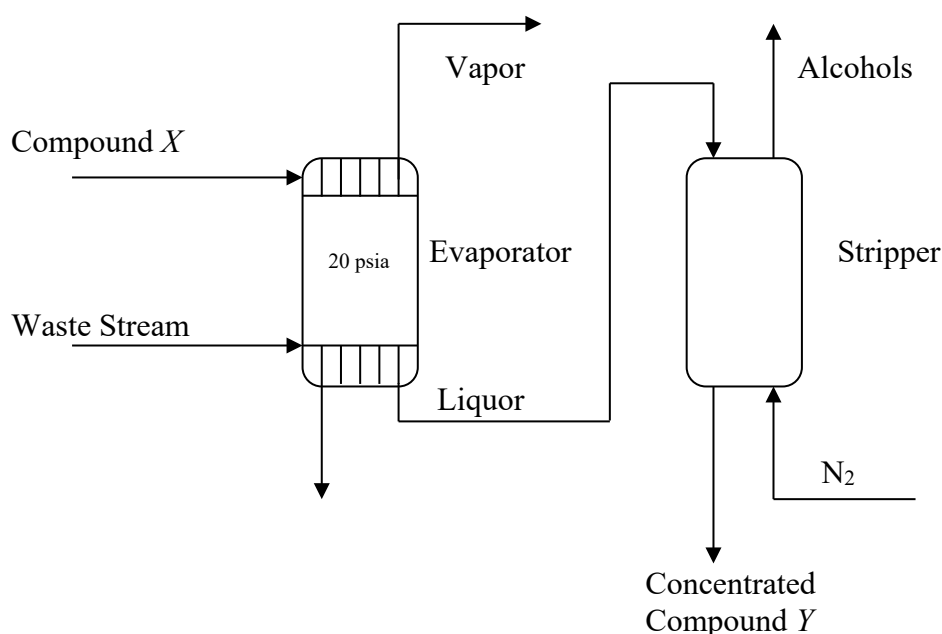 Vapor
Alcohols
Compound X
20 psia
Evaporator
Stripper
Waste Stream
Liquor
N₂
Concentrated
Compound Y